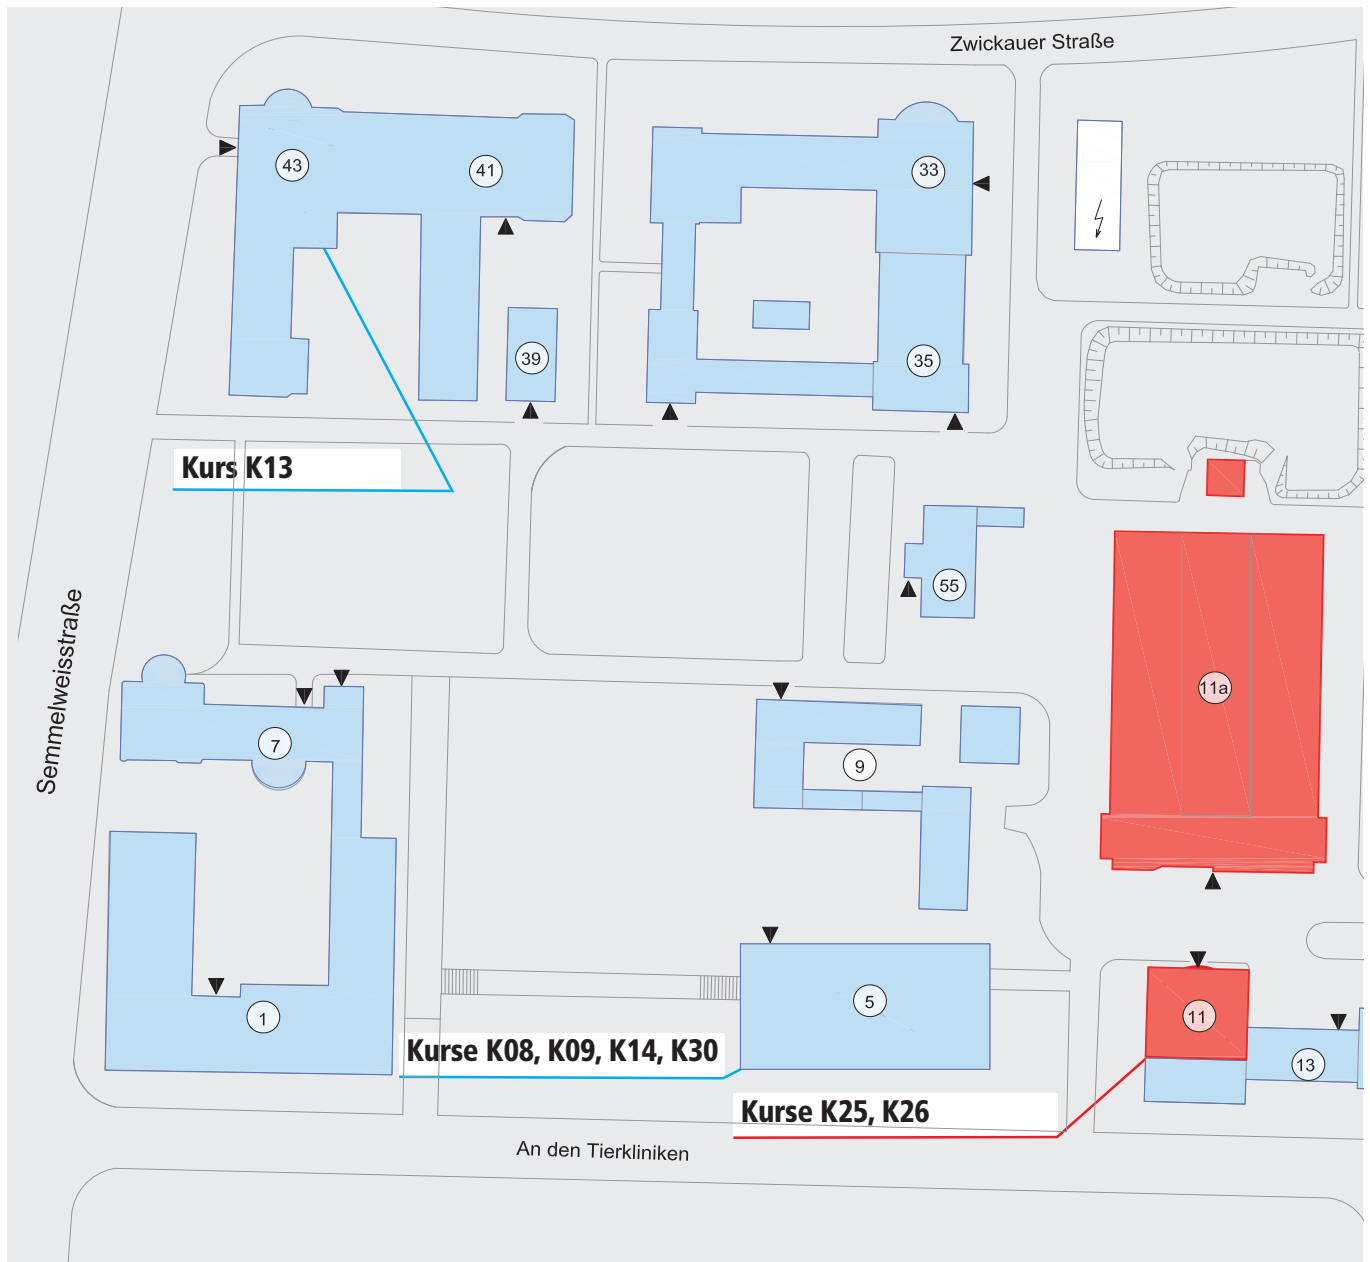 Zwickauer Straße
43
41
33
39
35
Kurs K13
55
Semmelweisstraße
11a
7
9
5
1
11
Kurse K08, K09, K14, K30
13
Kurse K25, K26
An den Tierkliniken